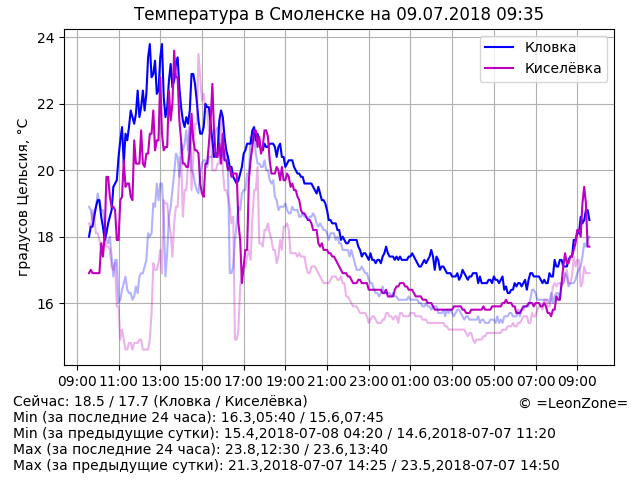 Температура в Смоленске на 09.07.2018 09:35
24
22
20
18
16
градусов Цельсия, °C
Кловка
Киселёвка
09:00 11:00 13:00 15:00 17:00 19:00 21:00 23:00 01:00 03:00 05:00 07:00 09:00
Сейчас: 18.5 / 17.7 (Кловка / Киселёвка)
© =LeonZone=
Min (за последние 24 часа): 16.3,05:40 / 15.6,07:45
Min (за предыдущие сутки): 15.4,2018-07-08 04:20 / 14.6,2018-07-07 11:20
Max (за последние 24 часа): 23.8,12:30 / 23.6,13:40
Max (за предыдущие сутки): 21.3,2018-07-07 14:25 / 23.5,2018-07-07 14:50